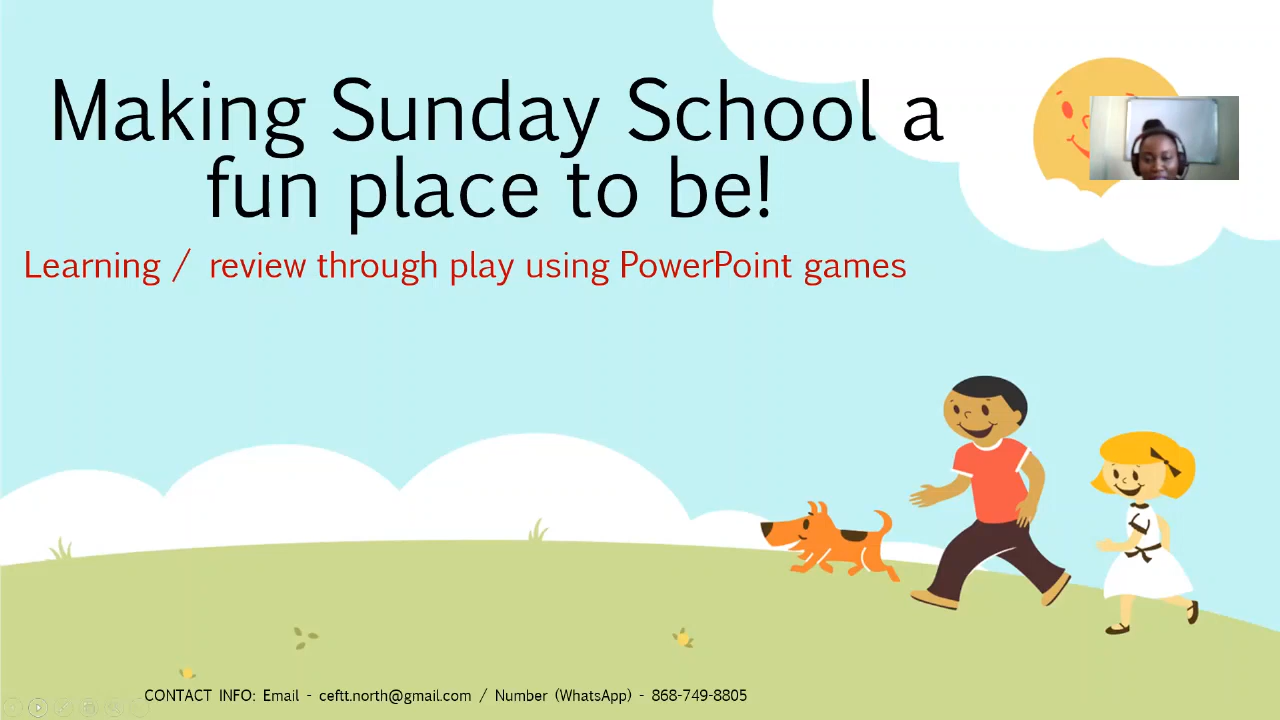 Making Sunday School a
fun place to be!
Learning / review through play using PowerPoint games
CONTACT INFO: Email - ceftt.north@gmail.com / Number (WhatsApp) - 868-749-8805